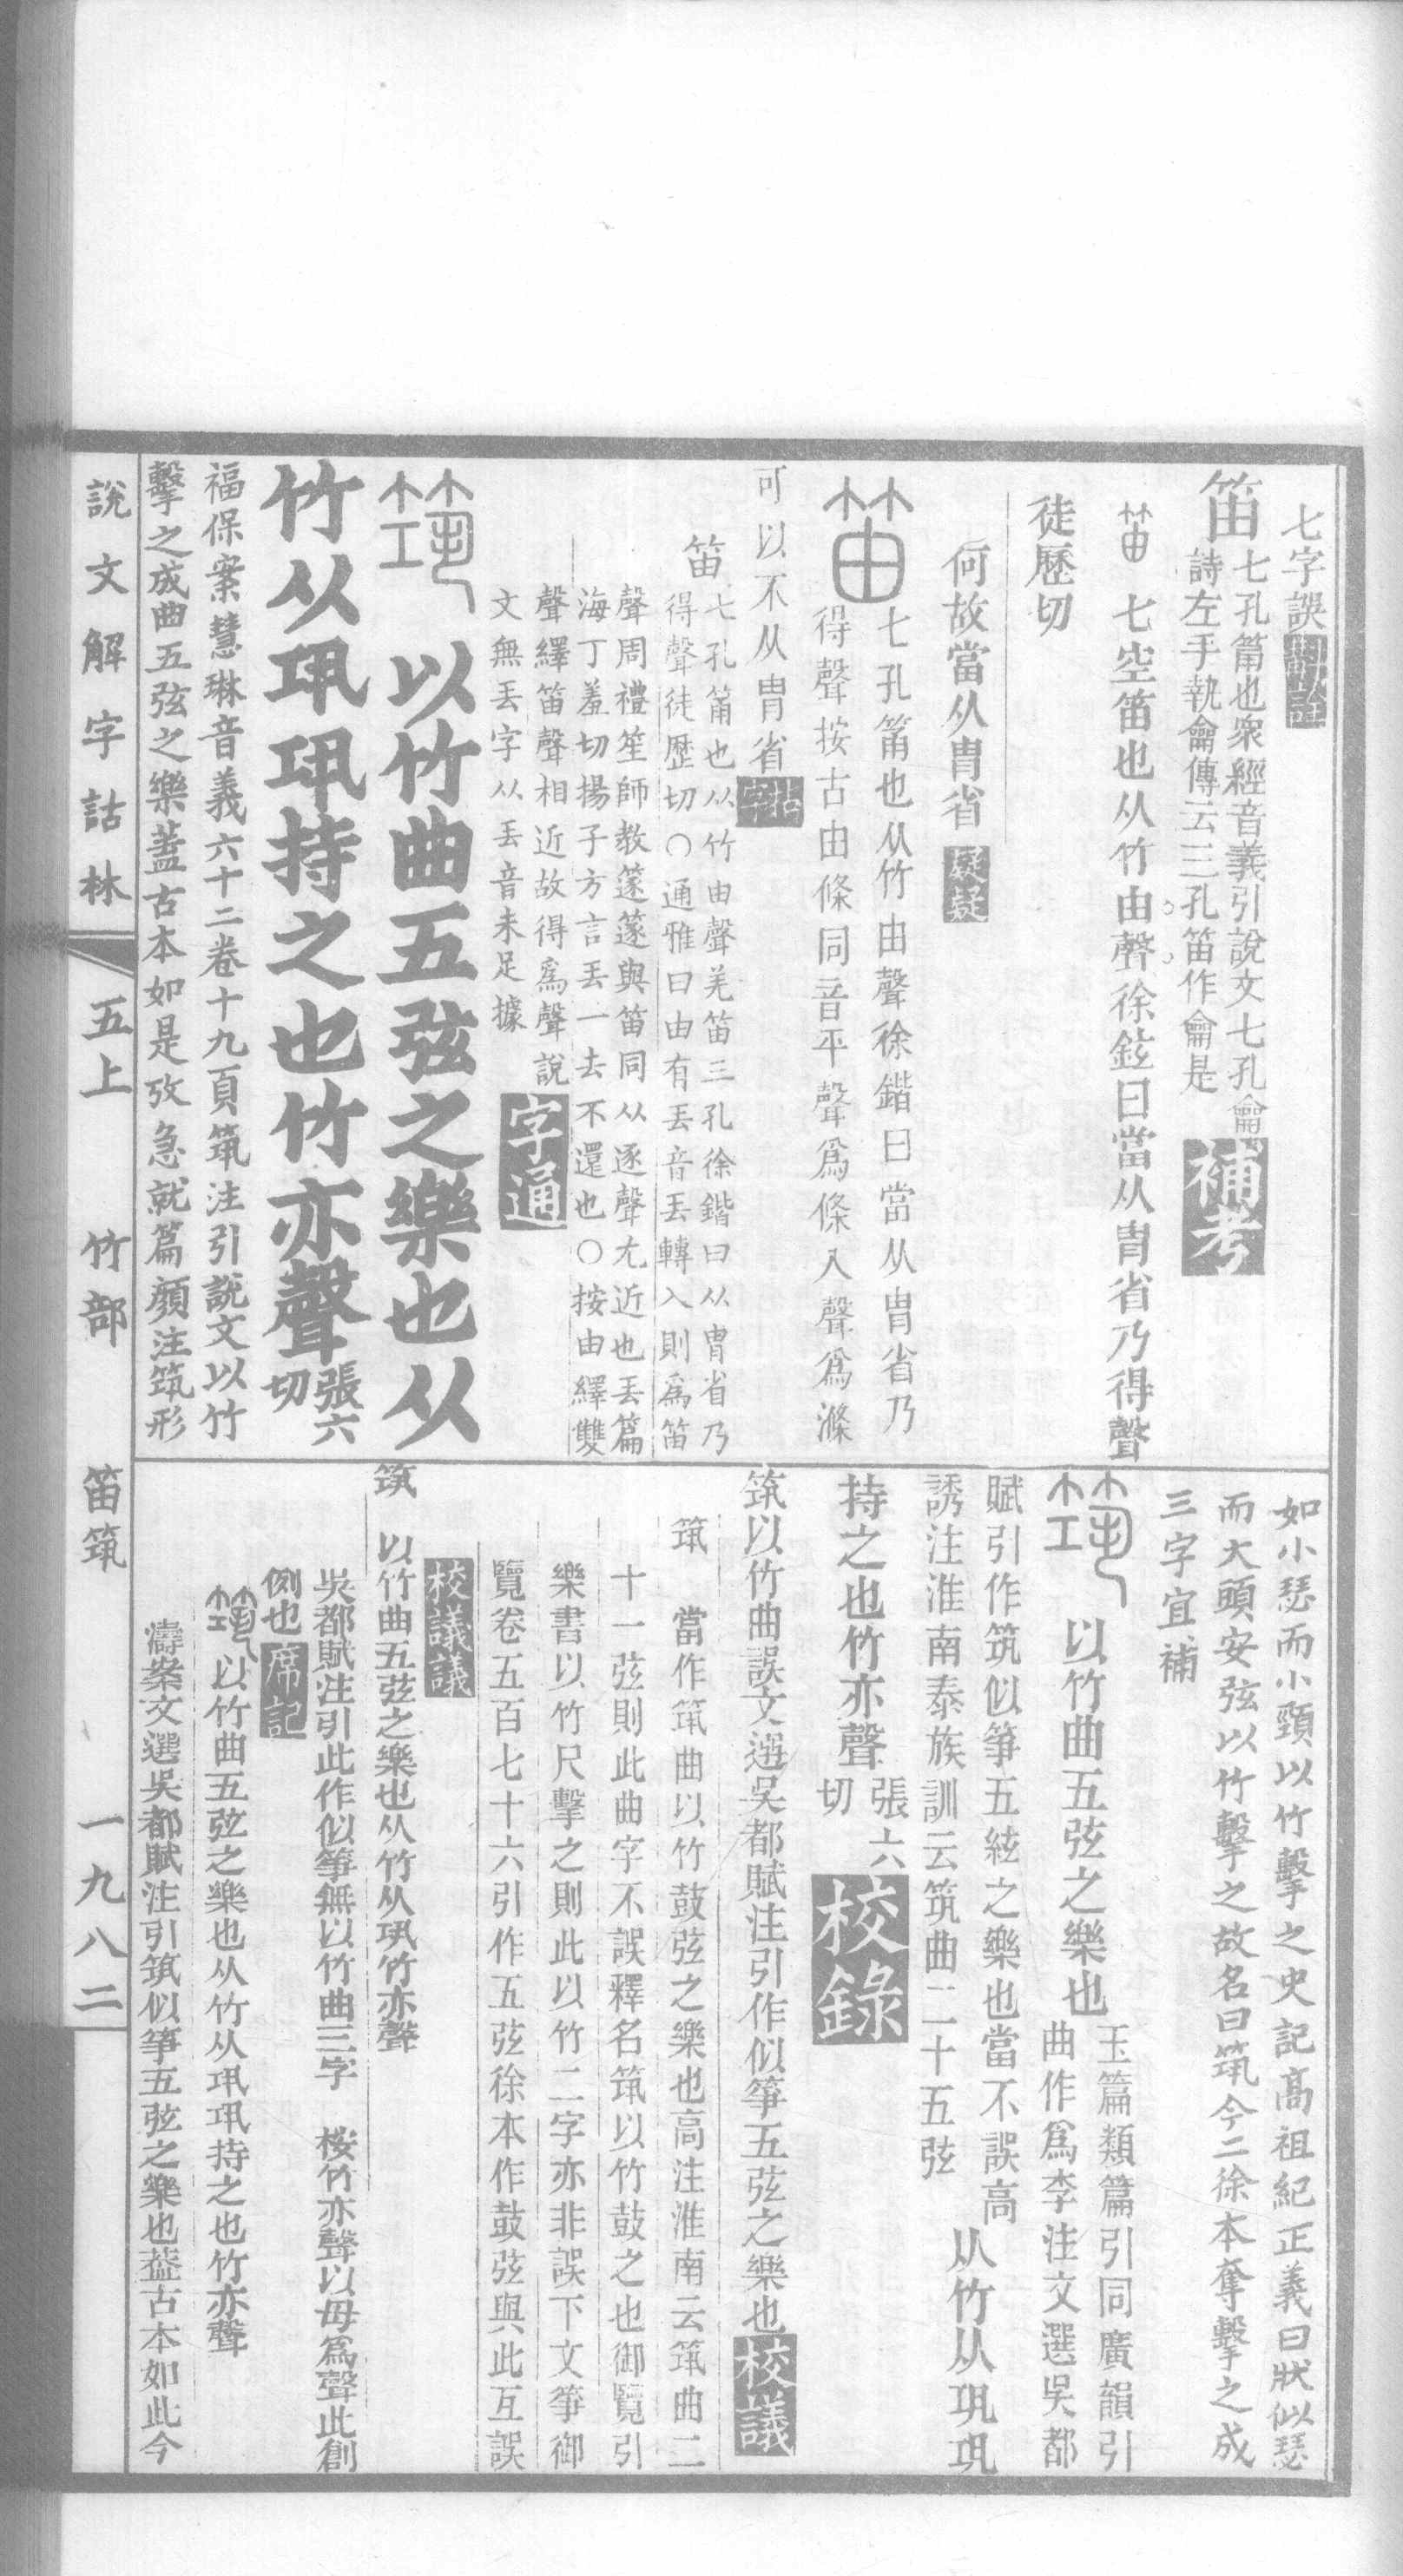 七字誤斠詮
笛七孔筩也衆經音義引說文七孔龠
詩左手執龠傳云三孔笛作龠是補考
笛七空笛也从竹由聲徐鉉曰當从胄省乃得聲
徒歷切
何故當从胄省擬疑
笛七孔筩也从竹由聲徐鍇曰當从胄省乃
得聲按古由條同音平聲爲條入聲爲滌
可以不从胄省
笛七孔筩也从竹由聲羌笛三孔徐鍇曰从胄省乃
得聲徒歷切○通雅曰由有丟音丟轉入則爲笛
聲周禮笙師教篴篴與笛同从逐聲尢近也丟篇
海丁羞切揚子方言丟一去不還也○按由繹雙
聲繹笛聲相近故得爲聲說
文無丟字从丟音未足據字通
筑以竹曲五弦之樂也从
竹从巩巩持之也竹亦聲張六切
福保案慧琳音義六十二卷十九頁筑注引說文以竹
擊之成曲五弦之樂蓋古本如是攷急就篇顏注筑形
如小瑟而小頸以竹擊之史記高祖紀正義曰狀似瑟
而大頭安弦以竹擊之故名曰筑今二徐本奪擊之成
三字宜補
筑以竹曲五弦之樂也玉篇類篇引同廣韻引
曲作爲李注文選吳都
賦引作筑似箏五絃之樂也當不誤高
誘注淮南泰族訓云筑曲二十五弦从竹从巩巩
持之也竹亦聲張六切校錄
筑以竹曲誤文選吳都賦注引作似箏五弦之樂也校議
筑當作筑曲以竹鼓弦之樂也高注淮南云筑曲二
十一弦則此曲字不誤釋名筑以竹鼓之也御覽引
樂書以竹尺擊之則此以竹二字亦非誤下文箏御
覽卷五百七十六引作五弦徐本作鼓弦與此互誤
校議議
筑以竹曲五弦之樂也从竹从巩竹亦聲
吳都賦注引此作似箏無以竹曲三字　桉竹亦聲以母爲聲此創
例也席記
筑以竹曲五弦之樂也从竹从巩巩持之也竹亦聲
濤案文選吳都賦注引筑似箏五弦之樂也葢古本如此今
說文解字詁林　五上　竹部　笛筑　一九八二